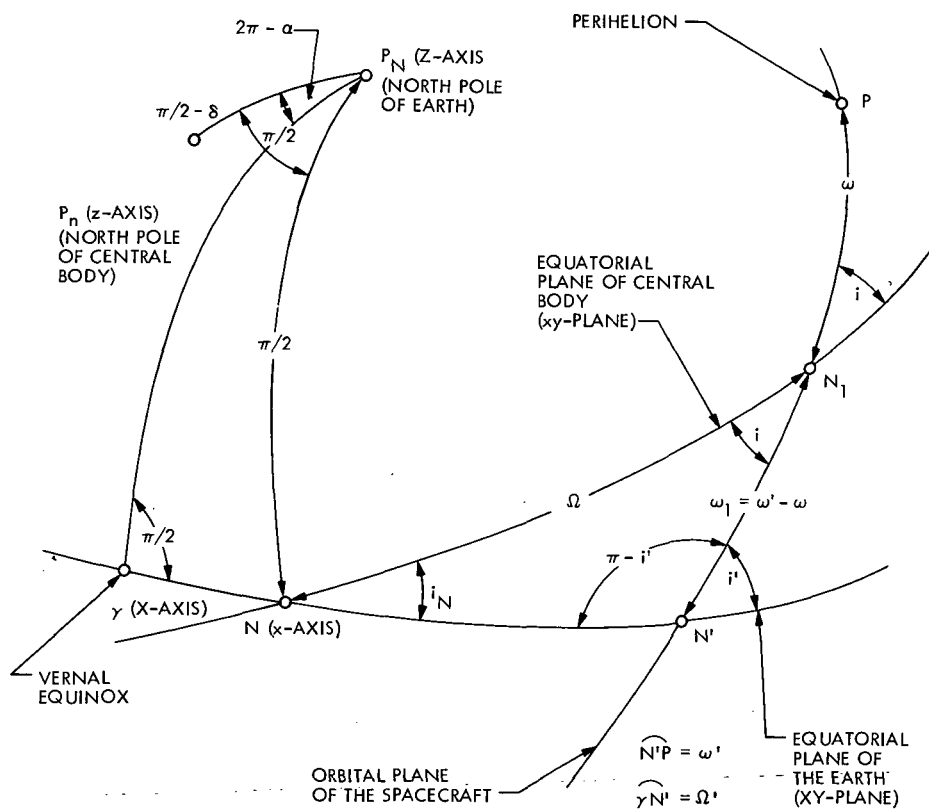 2π - α
P_N (Z-AXIS
(NORTH POLE
OF EARTH)
PERIHELION
P
π/2 - δ
π/2
ω
P_n (z-AXIS)
(NORTH POLE
OF CENTRAL
BODY)
EQUATORIAL
PLANE OF CENTRAL
BODY
(xy-PLANE)
i
π/2
N_1
i
Ω
ω_1 = ω' - ω
π/2
π - i'
i_N
i'
γ (X-AXIS)
N (x-AXIS)
N'
VERNAL
EQUINOX
ORBITAL PLANE
OF THE SPACECRAFT
N'P = ω'
γN' = Ω'
EQUATORIAL
PLANE OF
THE EARTH
(XY-PLANE)